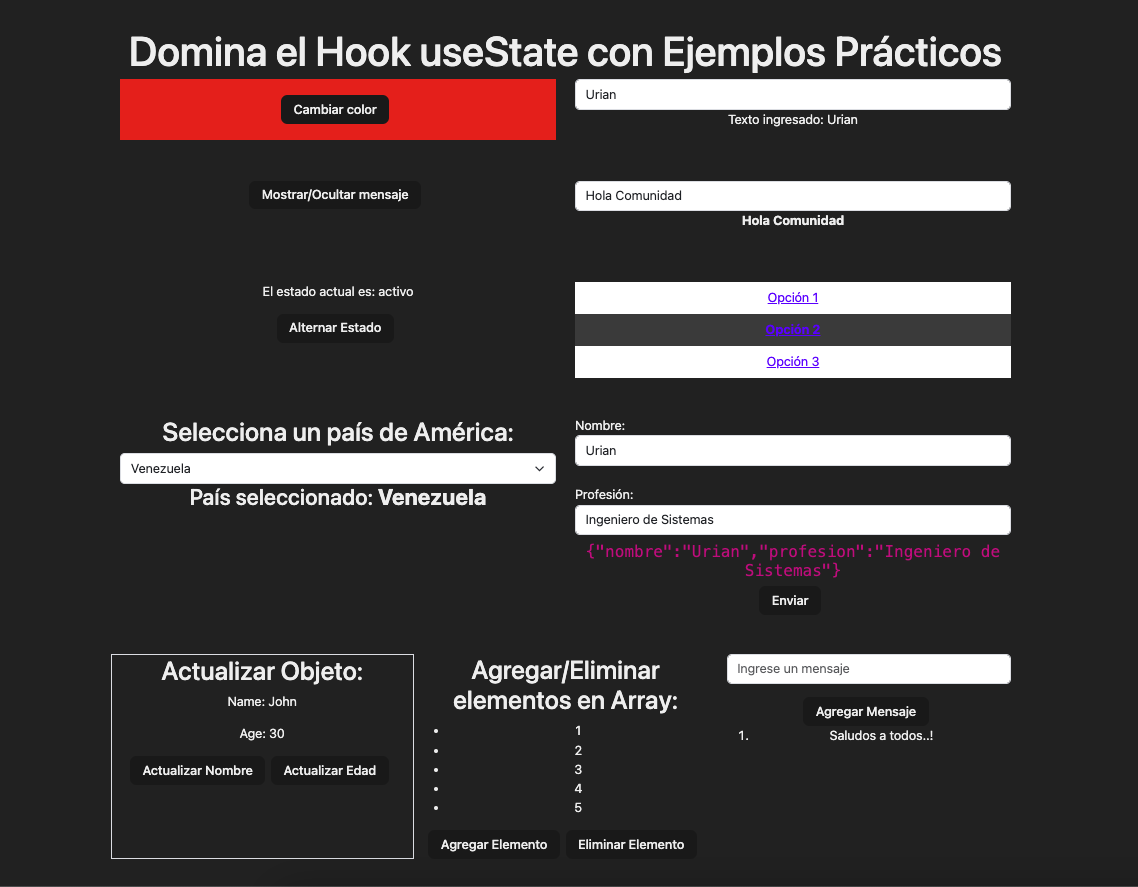 Domina el Hook useState con Ejemplos Prácticos
Cambiar color
Urian
Texto ingresado: Urian
Mostrar/Ocultar mensaje
Hola Comunidad
Hola Comunidad
El estado actual es: activo
Alternar Estado
Opción 1
Opción 2
Opción 3
Selecciona un país de América:
Venezuela
País seleccionado: Venezuela
Nombre:
Urian
Profesión:
Ingeniero de Sistemas
{"nombre":"Urian","profesion":"Ingeniero de
Sistemas"}
Enviar
Actualizar Objeto:
Name: John
Age: 30
Actualizar Nombre
Actualizar Edad
Agregar/Eliminar
elementos en Array:
• 1
• 2
• 3
• 4
• 5
Agregar Elemento
Eliminar Elemento
Ingrese un mensaje
Agregar Mensaje
1. Saludos a todos..!